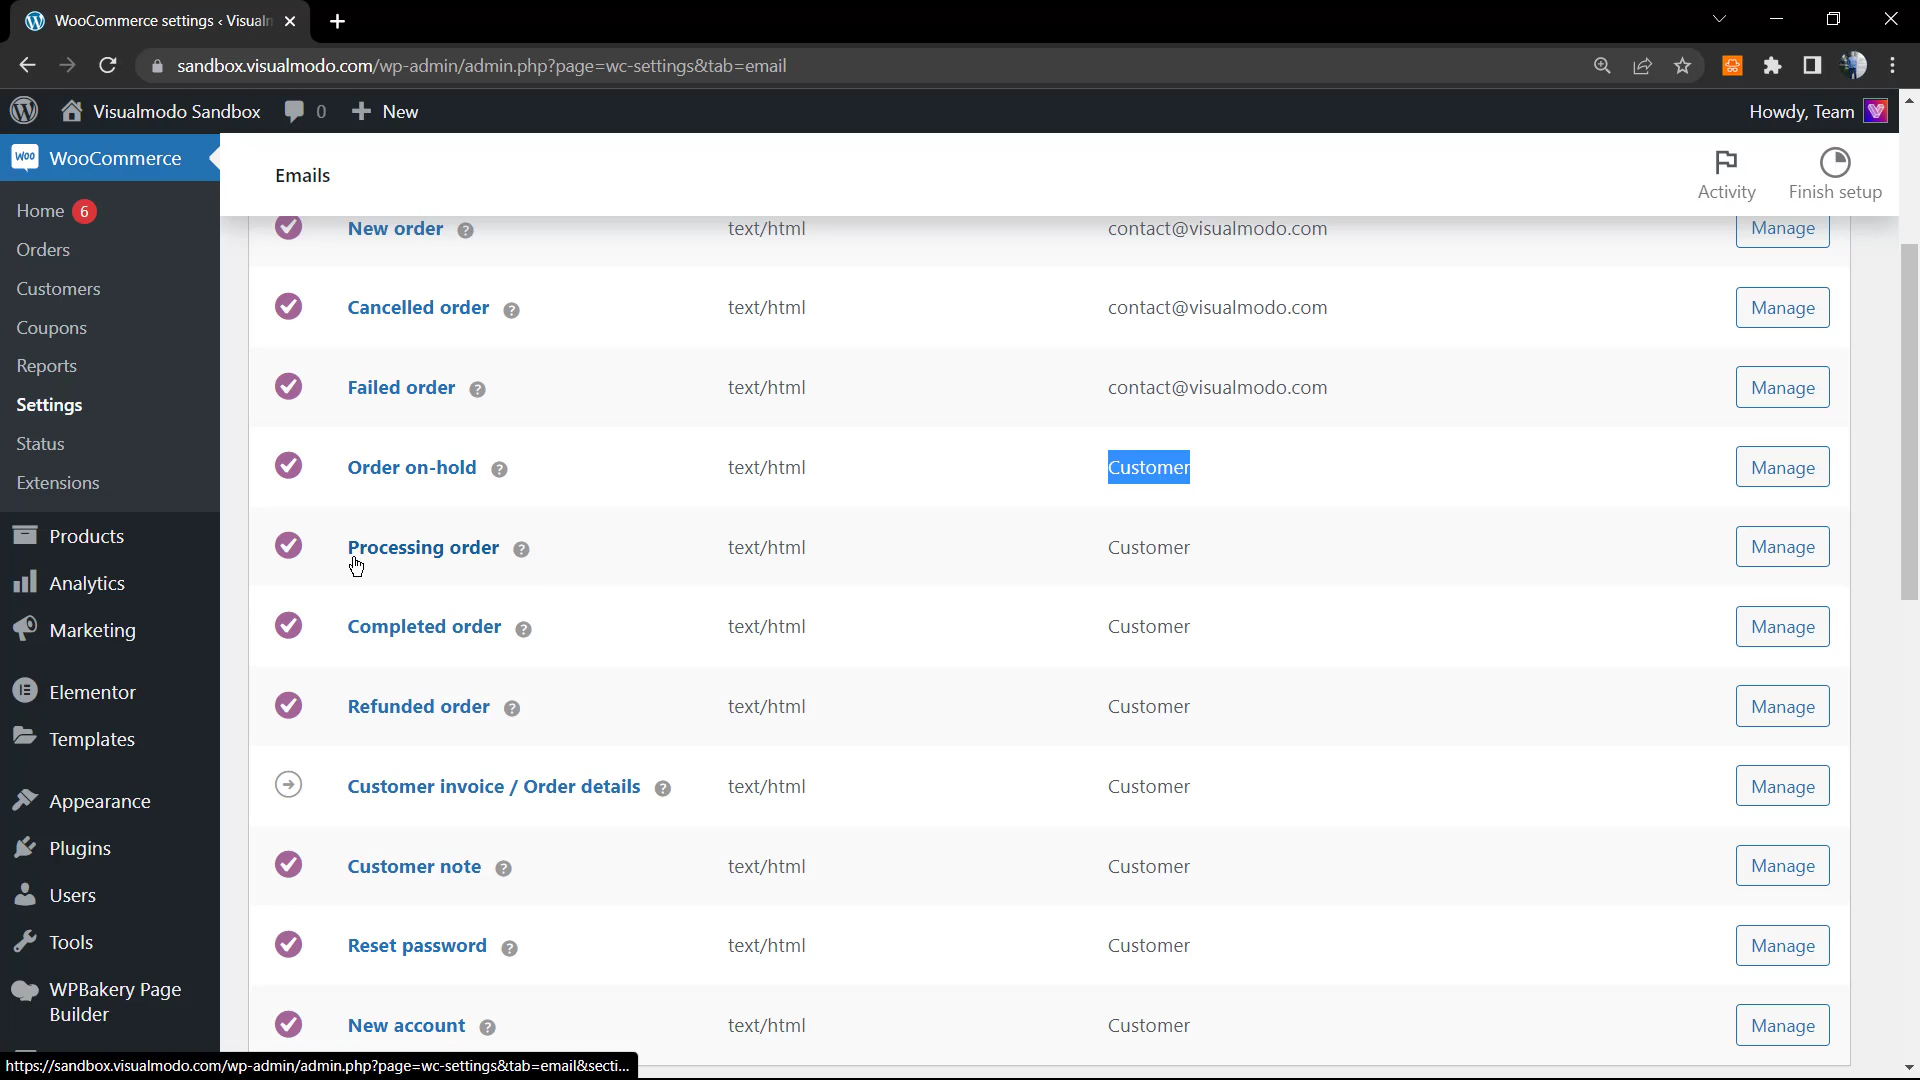 WooCommerce settings ‹ Visualm
sandbox.visualmodo.com/wp-admin/admin.php?page=wc-settings&tab=email
Visualmodo Sandbox 0 New Howdy, Team
WooCommerce
Home 6
Orders
Customers
Coupons
Reports
Settings
Status
Extensions
Products
Analytics
Marketing
Elementor
Templates
Appearance
Plugins
Users
Tools
WPBakery Page
Builder
Emails
Activity
Finish setup
New order ? text/html contact@visualmodo.com Manage
Cancelled order ? text/html contact@visualmodo.com Manage
Failed order ? text/html contact@visualmodo.com Manage
Order on-hold ? text/html Customer Manage
Processing order ? text/html Customer Manage
Completed order ? text/html Customer Manage
Refunded order ? text/html Customer Manage
Customer invoice / Order details ? text/html Customer Manage
Customer note ? text/html Customer Manage
Reset password ? text/html Customer Manage
New account ? text/html Customer Manage
https://sandbox.visualmodo.com/wp-admin/admin.php?page=wc-settings&tab=email&secti...